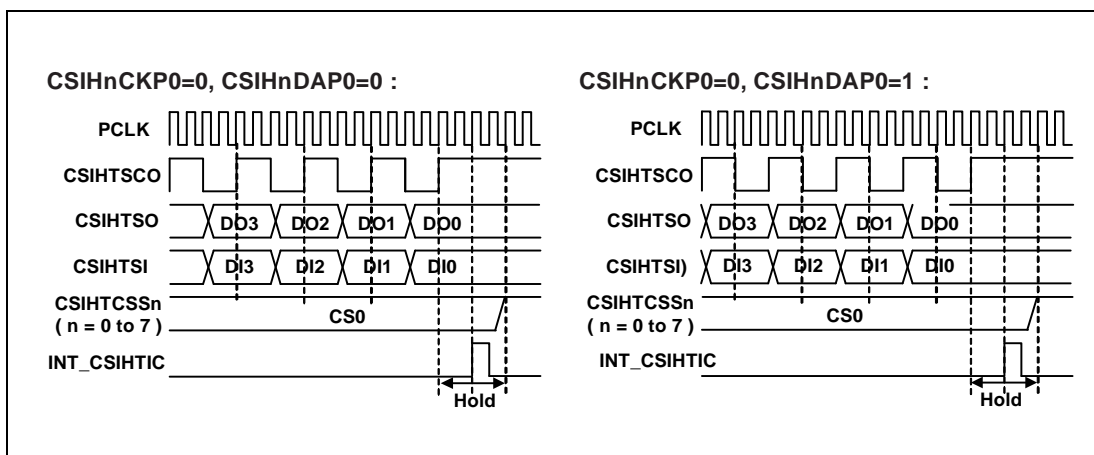 CSIHnCKP0=0, CSIHnDAP0=0 :
PCLK
CSIHTSCO
CSIHTSO
DO3 DO2 DO1 DO0
CSIHTSI
DI3 DI2 DI1 DI0
CSIHTCSSn
( n = 0 to 7 )
CS0
INT_CSIHTIC
Hold
CSIHnCKP0=0, CSIHnDAP0=1 :
PCLK
CSIHTSCO
CSIHTSO
DO3 DO2 DO1 DO0
CSIHTSI)
DI3 DI2 DI1 DI0
CSIHTCSSn
( n = 0 to 7 )
CS0
INT_CSIHTIC
Hold